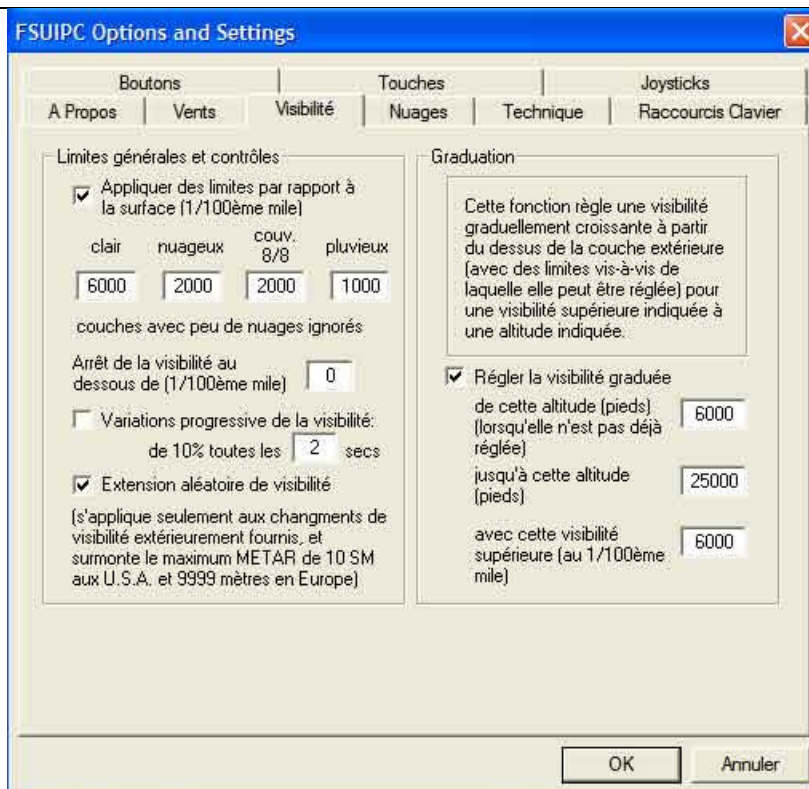 FSUIPC Options and Settings
Boutons Touches Joysticks
A Propos Vents Visibilité Nuages Technique Raccourcis Clavier
Limites générales et contrôles
Appliquer des limites par rapport à
la surface (1/100ème mile)
clair nuageux couv. 8/8 pluvieux
6000 2000 2000 1000
couches avec peu de nuages ignorés
Arrêt de la visibilité au
dessous de (1/100ème mile) 0
Variations progressive de la visibilité:
de 10% toutes les 2 secs
Extension aléatoire de visibilité
(s'applique seulement aux changments de
visibilité extérieurement fournis, et
surmonte le maximum METAR de 10 SM
aux U.S.A. et 9999 mètres en Europe)
Graduation
Cette fonction règle une visibilité
graduellement croissante à partir
du dessus de la couche extérieure
(avec des limites vis-à-vis de
laquelle elle peut être réglée) pour
une visibilité supérieure indiquée à
une altitude indiquée.
Régler la visibilité graduée
de cette altitude (pieds) 6000
(lorsqu'elle n'est pas déjà
réglée)
jusqu'à cette altitude 25000
(pieds)
avec cette visibilité 6000
supérieure (au 1/100ème
mile)
OK Annuler